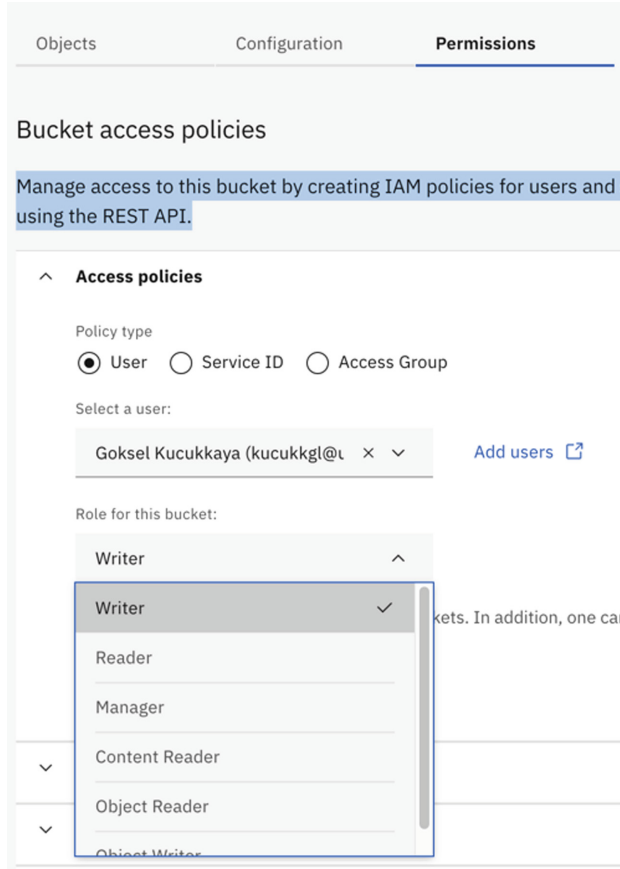 Objects
Configuration
Permissions
Bucket access policies
Manage access to this bucket by creating IAM policies for users and
using the REST API.
Access policies
Policy type
User
Service ID
Access Group
Select a user:
Goksel Kucukkaya (kucukkgl@u
Add users
Role for this bucket:
Writer
Writer
kets. In addition, one ca
Reader
Manager
Content Reader
Object Reader
Object Writer